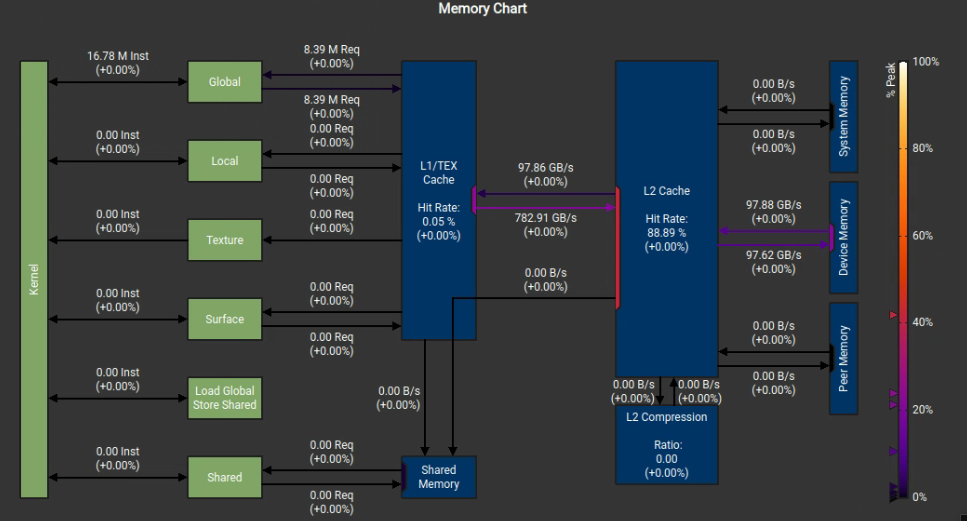 Memory Chart
Kernel
16.78 M Inst
(+0.00%)
Global
8.39 M Req
(+0.00%)
8.39 M Req
(+0.00%)
0.00 Inst
(+0.00%)
Local
0.00 Req
(+0.00%)
0.00 Req
(+0.00%)
0.00 Inst
(+0.00%)
Texture
0.00 Req
(+0.00%)
0.00 Inst
(+0.00%)
Surface
0.00 Req
(+0.00%)
0.00 Req
(+0.00%)
0.00 Inst
(+0.00%)
Load Global
Store Shared
0.00 Inst
(+0.00%)
Shared
0.00 Req
(+0.00%)
0.00 Req
(+0.00%)
L1/TEX
Cache
Hit Rate:
0.05 %
(+0.00%)
0.00 B/s
(+0.00%)
Shared
Memory
97.86 GB/s
(+0.00%)
782.91 GB/s
(+0.00%)
0.00 B/s
(+0.00%)
L2 Cache
Hit Rate:
88.89 %
(+0.00%)
0.00 B/s
(+0.00%)
0.00 B/s
(+0.00%)
L2 Compression
Ratio:
0.00
(+0.00%)
0.00 B/s
(+0.00%)
0.00 B/s
(+0.00%)
System Memory
97.88 GB/s
(+0.00%)
97.62 GB/s
(+0.00%)
Device Memory
0.00 B/s
(+0.00%)
0.00 B/s
(+0.00%)
Peer Memory
% Peak
100%
80%
60%
40%
20%
0%